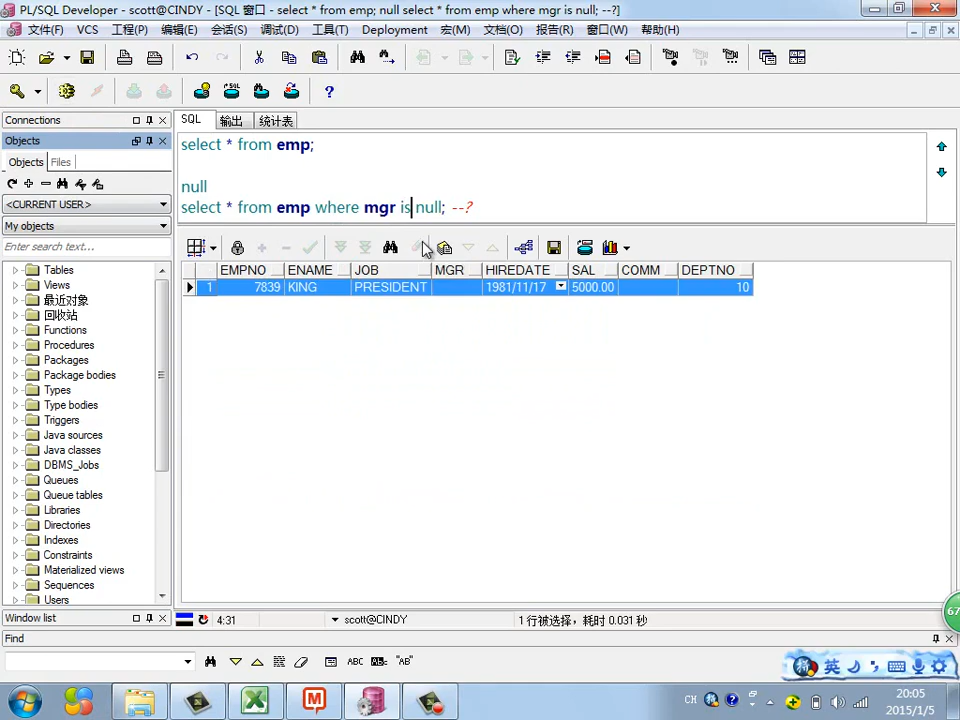 PL/SQL Developer - scott@CINDY - [SQL 窗口 - select * from emp; null select * from emp where mgr is null; --?]
文件(F) VCS 工程(P) 编辑(E) 会话(S) 调试(D) 工具(T) Deployment 宏(M) 文档(O) 报告(R) 窗口(W) 帮助(H)
Connections
Objects
Objects Files
<CURRENT USER>
My objects
Enter filter text...
Tables
Views
最近对象
回收站
Functions
Procedures
Packages
Package bodies
Types
Type bodies
Triggers
Java sources
Java classes
DBMS_Jobs
Queues
Queue tables
Libraries
Directories
Indexes
Constraints
Materialized views
Sequences
Users
Window list
SQL 输出 统计表
select * from emp;
null
select * from emp where mgr is null; --?
EMPNO ENAME JOB MGR HIREDATE SAL COMM DEPTNO
1 7839 KING PRESIDENT 1981/11/17 5000.00 10
4:31 scott@CINDY 1 行被选择，耗时 0.031 秒
Find
ABC "AB"
英
67
CH
20:05
2015/1/5